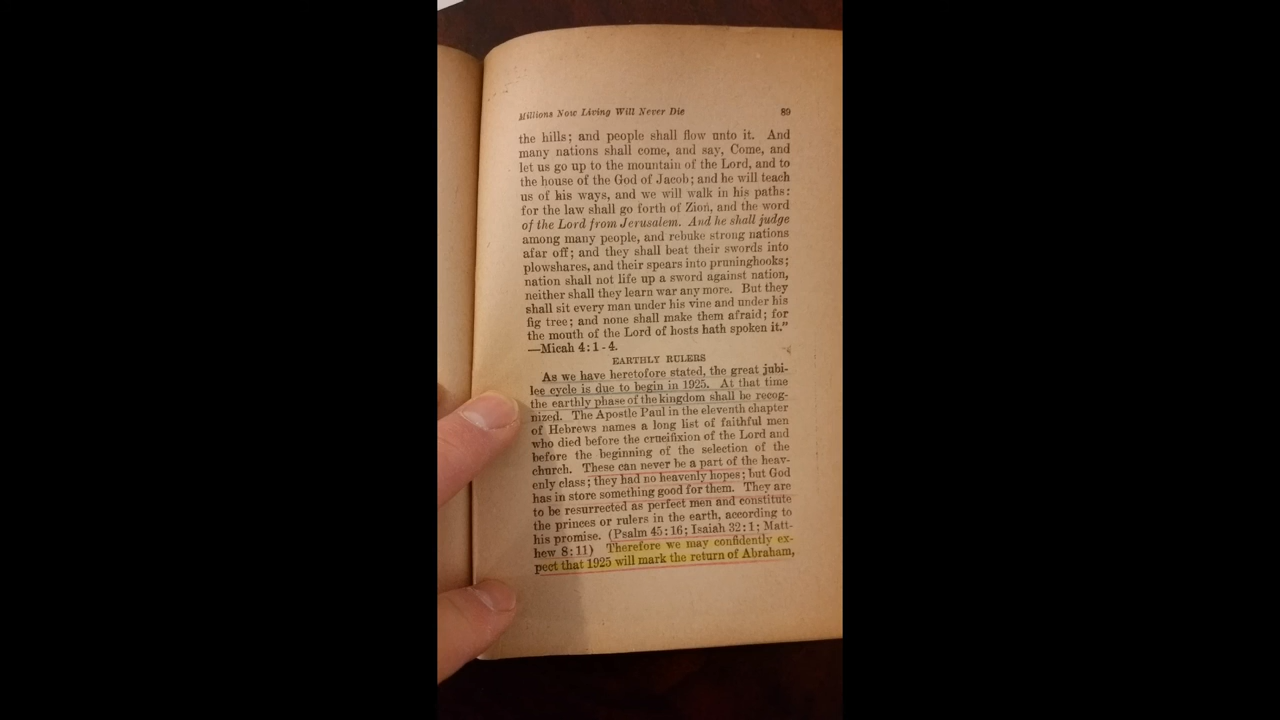 Millions Now Living Will Never Die 89
the hills; and people shall flow unto it. And
many nations shall come, and say, Come, and
let us go up to the mountain of the Lord, and to
the house of the God of Jacob; and he will teach
us of his ways, and we will walk in his paths:
for the law shall go forth of Zion, and the word
of the Lord from Jerusalem. And he shall judge
among many people, and rebuke strong nations
afar off; and they shall beat their swords into
plowshares, and their spears into pruninghooks;
nation shall not life up a sword against nation,
neither shall they learn war any more. But they
shall sit every man under his vine and under his
fig tree; and none shall make them afraid; for
the mouth of the Lord of hosts hath spoken it."
—Micah 4:1-4.
EARTHLY RULERS
As we have heretofore stated, the great jubi-
lee cycle is due to begin in 1925. At that time
the earthly phase of the kingdom shall be recog-
nized. The Apostle Paul in the eleventh chapter
of Hebrews names a long list of faithful men
who died before the crucifixion of the Lord and
before the beginning of the selection of the
church. These can never be a part of the heav-
enly class; they had no heavenly hopes; but God
has in store something good for them. They are
to be resurrected as perfect men and constitute
the princes or rulers in the earth, according to
his promise. (Psalm 45:16; Isaiah 32:1; Matt-
hew 8:11) Therefore we may confidently ex-
pect that 1925 will mark the return of Abraham,